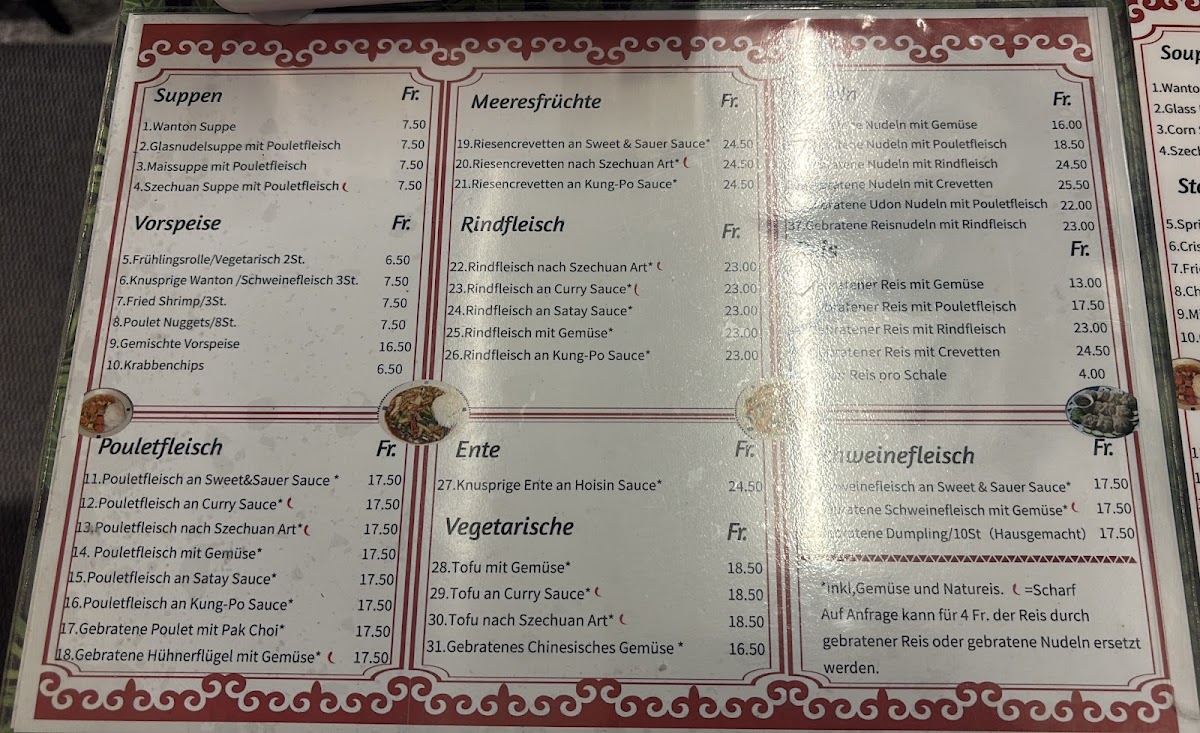 Suppen Fr.
1.Wanton Suppe 7.50
2.Glasnudelsuppe mit Pouletfleisch 7.50
3.Maissuppe mit Pouletfleisch 7.50
4.Szechuan Suppe mit Pouletfleisch 7.50
Vorspeise Fr.
5.Frühlingsrolle/Vegetarisch 2St. 6.50
6.Knusprige Wanton /Schweinefleisch 3St. 7.50
7.Fried Shrimp/3St. 7.50
8.Poulet Nuggets/8St. 7.50
9.Gemischte Vorspeise 16.50
10.Krabbenchips 6.50
Pouletfleisch Fr.
11.Pouletfleisch an Sweet&Sauer Sauce * 17.50
12.Pouletfleisch an Curry Sauce* 17.50
13.Pouletfleisch nach Szechuan Art* 17.50
14. Pouletfleisch mit Gemüse* 17.50
15.Pouletfleisch an Satay Sauce* 17.50
16.Pouletfleisch an Kung-Po Sauce* 17.50
17.Gebratene Poulet mit Pak Choi* 17.50
18.Gebratene Hühnerflügel mit Gemüse* 17.50
Meeresfrüchte Fr.
19.Riesencrevetten an Sweet & Sauer Sauce* 24.50
20.Riesencrevetten nach Szechuan Art* 24.50
21.Riesencrevetten an Kung-Po Sauce* 24.50
Rindfleisch Fr.
22.Rindfleisch nach Szechuan Art* 23.00
23.Rindfleisch an Curry Sauce* 23.00
24.Rindfleisch an Satay Sauce* 23.00
25.Rindfleisch mit Gemüse* 23.00
26.Rindfleisch an Kung-Po Sauce* 23.00
Ente Fr.
27.Knusprige Ente an Hoisin Sauce* 24.50
Vegetarische Fr.
28.Tofu mit Gemüse* 18.50
29.Tofu an Curry Sauce* 18.50
30.Tofu nach Szechuan Art* 18.50
31.Gebratenes Chinesisches Gemüse * 16.50
Fr.
Nudeln mit Gemüse 16.00
Nudeln mit Pouletfleisch 18.50
Nudeln mit Rindfleisch 24.50
Nudeln mit Crevetten 25.50
Udon Nudeln mit Pouletfleisch 22.00
37.Gebratene Reisnudeln mit Rindfleisch 23.00
Fr.
Reis mit Gemüse 13.00
Reis mit Pouletfleisch 17.50
Reis mit Rindfleisch 23.00
Reis mit Crevetten 24.50
Reis pro Schale 4.00
Fr.
an Sweet & Sauer Sauce* 17.50
Schweinefleisch mit Gemüse* 17.50
Dumpling/10St (Hausgemacht) 17.50
*inkl,Gemüse und Natureis. =Scharf
Auf Anfrage kann für 4 Fr. der Reis durch
gebratener Reis oder gebratene Nudeln ersetzt
werden.